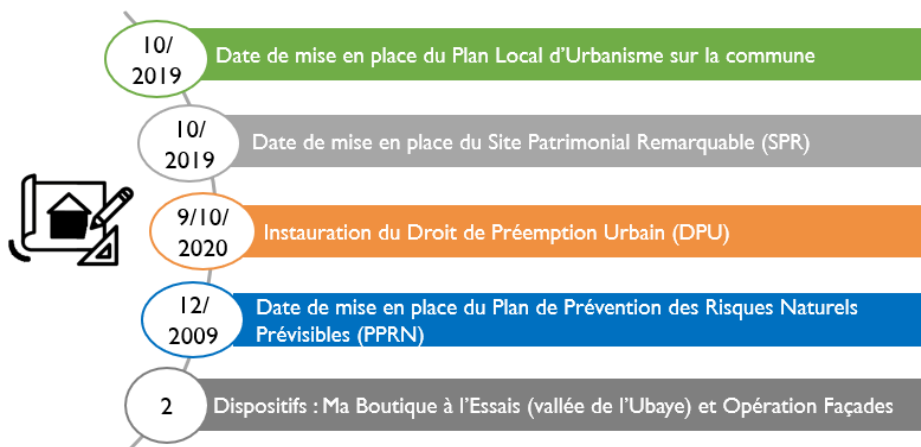 10/
2019
Date de mise en place du Plan Local d'Urbanisme sur la commune
10/
2019
Date de mise en place du Site Patrimonial Remarquable (SPR)
9/10/
2020
Instauration du Droit de Préemption Urbain (DPU)
12/
2009
Date de mise en place du Plan de Prévention des Risques Naturels
Prévisibles (PPRN)
2
Dispositifs : Ma Boutique à l'Essais (vallée de l'Ubaye) et Opération Façades